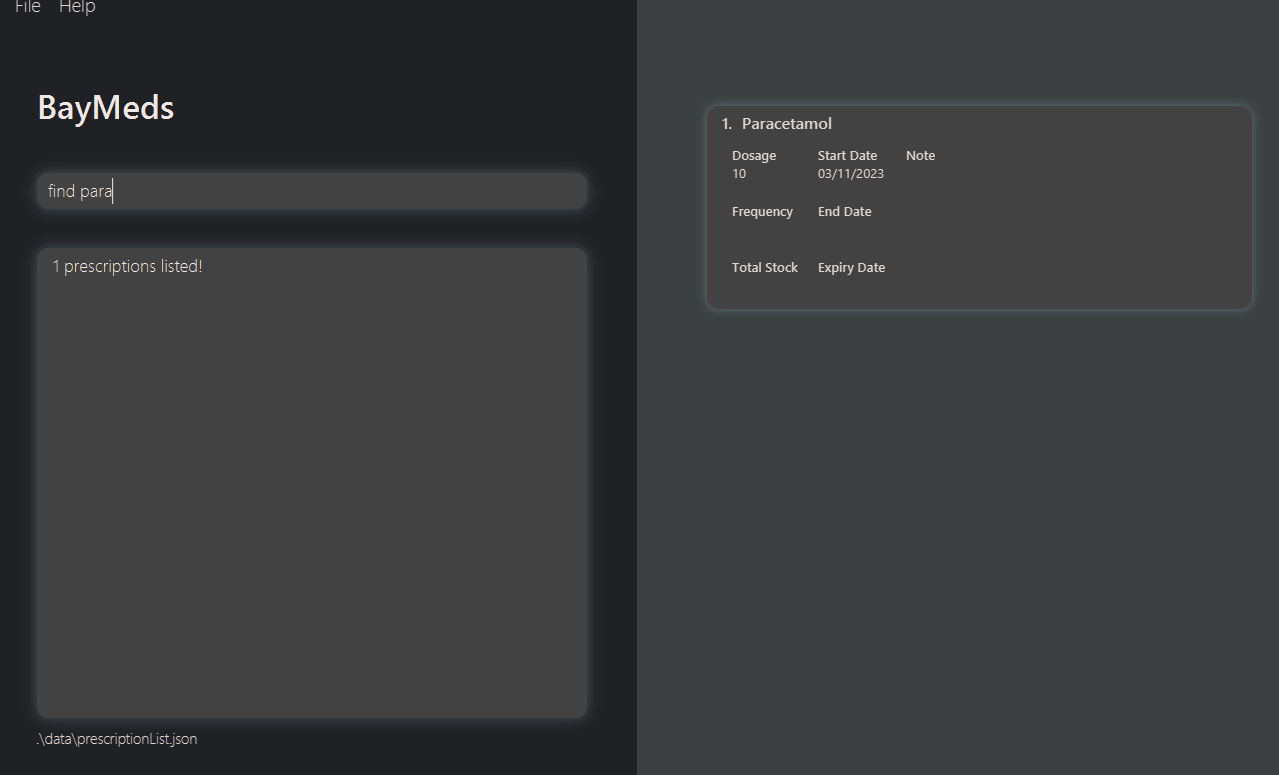 File Help
BayMeds
find para
1 prescriptions listed!
.\data\prescriptionList.json
1. Paracetamol
Dosage Start Date Note
10 03/11/2023
Frequency End Date
Total Stock Expiry Date